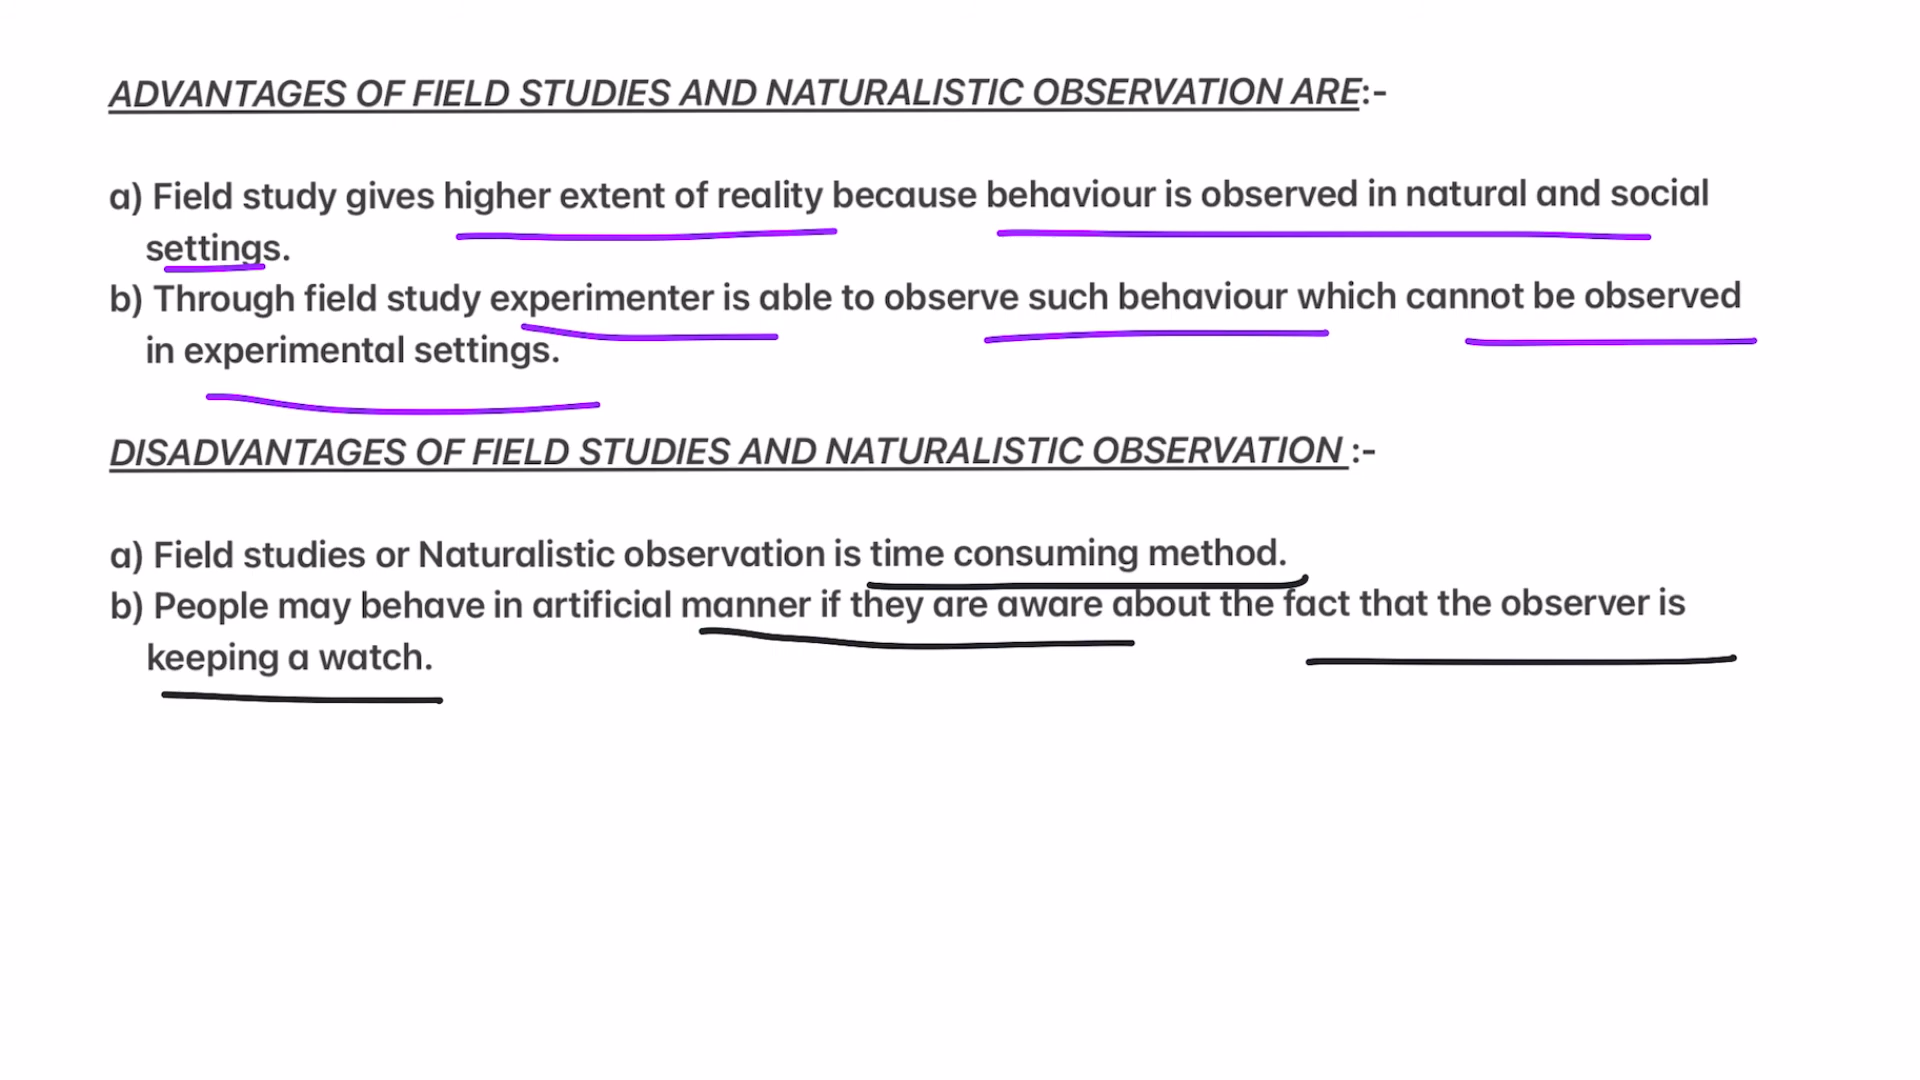 ADVANTAGES OF FIELD STUDIES AND NATURALISTIC OBSERVATION ARE:-
a) Field study gives higher extent of reality because behaviour is observed in natural and social
settings.
b) Through field study experimenter is able to observe such behaviour which cannot be observed
in experimental settings.
DISADVANTAGES OF FIELD STUDIES AND NATURALISTIC OBSERVATION :-
a) Field studies or Naturalistic observation is time consuming method.
b) People may behave in artificial manner if they are aware about the fact that the observer is
keeping a watch.